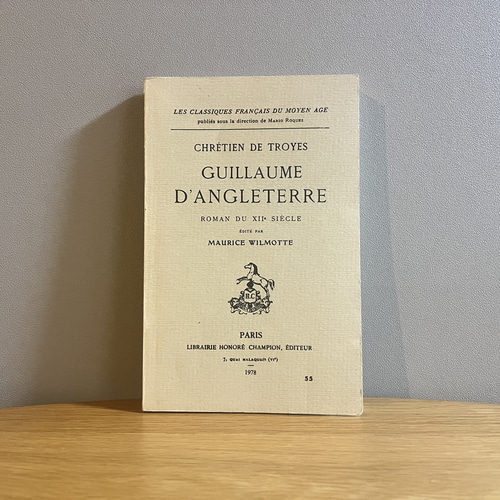 LES CLASSIQUES FRANÇAIS DU MOYEN AGE
publiés sous la direction de MARIO ROQUES
CHRÉTIEN DE TROYES
GUILLAUME
D'ANGLETERRE
ROMAN DU XIIe SIÈCLE
ÉDITÉ PAR
MAURICE WILMOTTE
H.C
PARIS
LIBRAIRIE HONORÉ CHAMPION, ÉDITEUR
7, QUAI MALAQUAIS (VIe)
1978
55